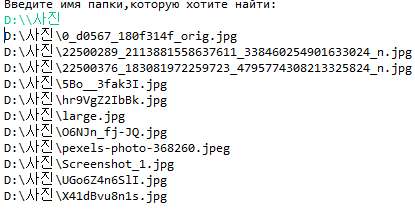 Введите имя папки,которую хотите найти:
D:\\사진
D:\사진\0_d0567_180f314f_orig.jpg
D:\사진\22500289_2113881558637611_338460254901633024_n.jpg
D:\사진\22500376_183081972259723_4795774308213325824_n.jpg
D:\사진\5Bo__3fak3I.jpg
D:\사진\hr9VgZ2IbBk.jpg
D:\사진\large.jpg
D:\사진\O6NJn_fj-JQ.jpg
D:\사진\pexels-photo-368260.jpeg
D:\사진\Screenshot_1.jpg
D:\사진\UGo6Z4n6SlI.jpg
D:\사진\X41dBvu8n1s.jpg